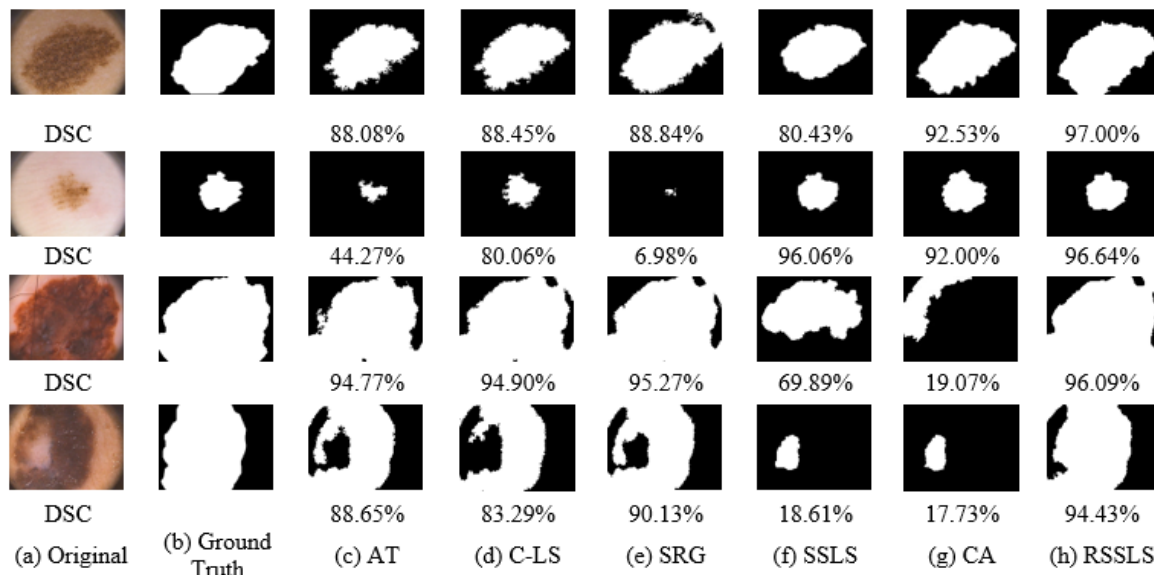 DSC 88.08% 88.45% 88.84% 80.43% 92.53% 97.00%
DSC 44.27% 80.06% 6.98% 96.06% 92.00% 96.64%
DSC 94.77% 94.90% 95.27% 69.89% 19.07% 96.09%
DSC 88.65% 83.29% 90.13% 18.61% 17.73% 94.43%
(a) Original (b) Ground Truth (c) AT (d) C-LS (e) SRG (f) SSLS (g) CA (h) RSSLS